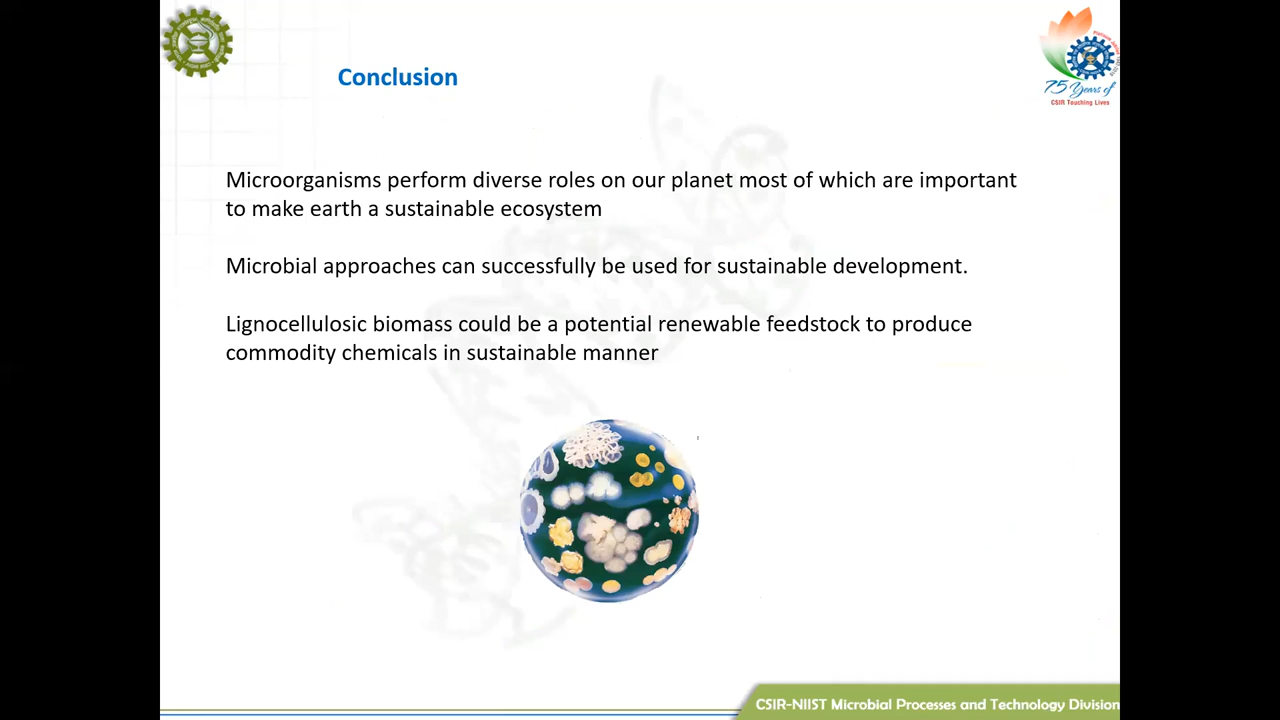 Conclusion
75 Years of
CSIR Touching Lives
Microorganisms perform diverse roles on our planet most of which are important
to make earth a sustainable ecosystem
Microbial approaches can successfully be used for sustainable development.
Lignocellulosic biomass could be a potential renewable feedstock to produce
commodity chemicals in sustainable manner
CSIR-NIIST Microbial Processes and Technology Division